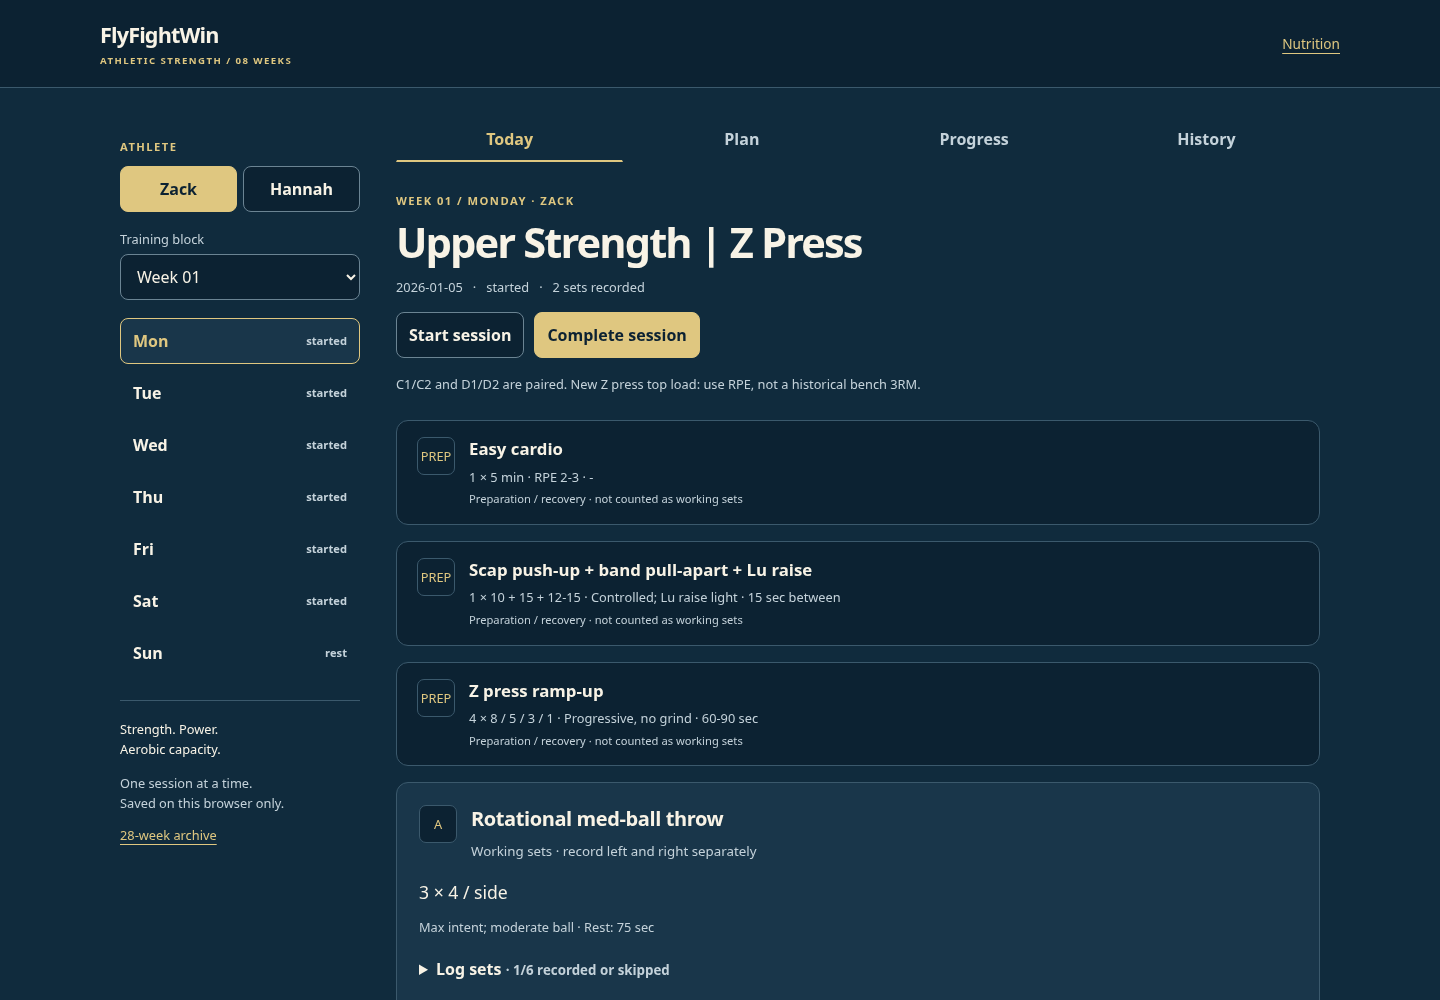 FlyFightWin
ATHLETIC STRENGTH / 08 WEEKS
Nutrition
ATHLETE
Zack
Hannah
Training block
Week 01
Mon started
Tue started
Wed started
Thu started
Fri started
Sat started
Sun rest
Strength. Power.
Aerobic capacity.
One session at a time.
Saved on this browser only.
28-week archive
Today
Plan
Progress
History
WEEK 01 / MONDAY · ZACK
Upper Strength | Z Press
2026-01-05 · started · 2 sets recorded
Start session
Complete session
C1/C2 and D1/D2 are paired. New Z press top load: use RPE, not a historical bench 3RM.
PREP
Easy cardio
1 × 5 min · RPE 2-3 · -
Preparation / recovery · not counted as working sets
PREP
Scap push-up + band pull-apart + Lu raise
1 × 10 + 15 + 12-15 · Controlled; Lu raise light · 15 sec between
Preparation / recovery · not counted as working sets
PREP
Z press ramp-up
4 × 8 / 5 / 3 / 1 · Progressive, no grind · 60-90 sec
Preparation / recovery · not counted as working sets
A
Rotational med-ball throw
Working sets · record left and right separately
3 × 4 / side
Max intent; moderate ball · Rest: 75 sec
Log sets · 1/6 recorded or skipped